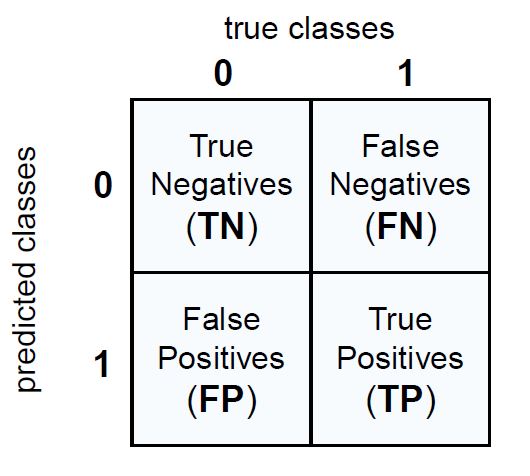 true classes
0 1
predicted classes
0
True
Negatives
(TN)
False
Negatives
(FN)
1
False
Positives
(FP)
True
Positives
(TP)